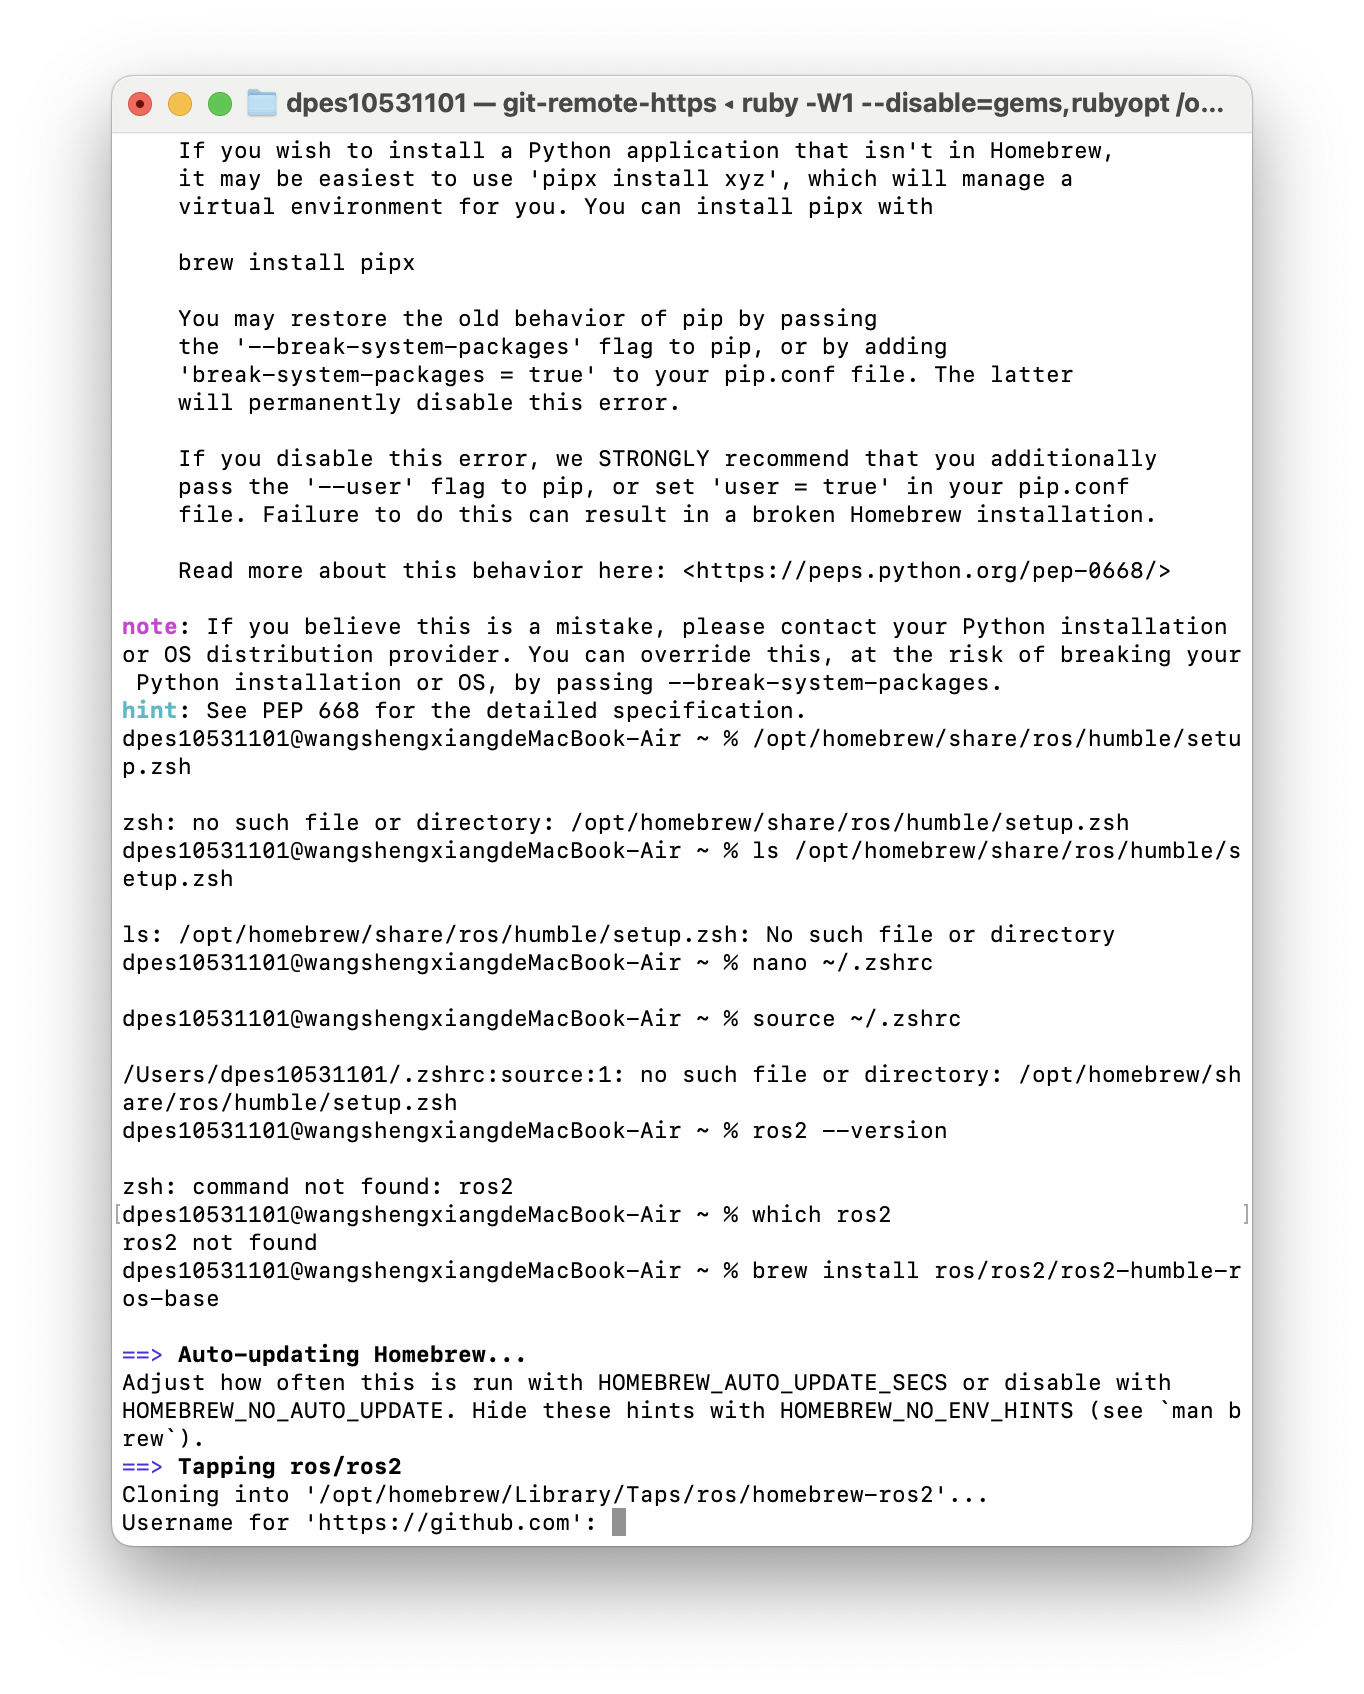 dpes10531101 — git-remote-https ◂ ruby -W1 --disable=gems,rubyopt /o...
If you wish to install a Python application that isn't in Homebrew,
it may be easiest to use 'pipx install xyz', which will manage a
virtual environment for you. You can install pipx with
brew install pipx
You may restore the old behavior of pip by passing
the '--break-system-packages' flag to pip, or by adding
'break-system-packages = true' to your pip.conf file. The latter
will permanently disable this error.
If you disable this error, we STRONGLY recommend that you additionally
pass the '--user' flag to pip, or set 'user = true' in your pip.conf
file. Failure to do this can result in a broken Homebrew installation.
Read more about this behavior here: <https://peps.python.org/pep-0668/>
note: If you believe this is a mistake, please contact your Python installation
or OS distribution provider. You can override this, at the risk of breaking your
Python installation or OS, by passing --break-system-packages.
hint: See PEP 668 for the detailed specification.
dpes10531101@wangshengxiangdeMacBook-Air ~ % /opt/homebrew/share/ros/humble/setu
p.zsh
zsh: no such file or directory: /opt/homebrew/share/ros/humble/setup.zsh
dpes10531101@wangshengxiangdeMacBook-Air ~ % ls /opt/homebrew/share/ros/humble/s
etup.zsh
ls: /opt/homebrew/share/ros/humble/setup.zsh: No such file or directory
dpes10531101@wangshengxiangdeMacBook-Air ~ % nano ~/.zshrc
dpes10531101@wangshengxiangdeMacBook-Air ~ % source ~/.zshrc
/Users/dpes10531101/.zshrc:source:1: no such file or directory: /opt/homebrew/sh
are/ros/humble/setup.zsh
dpes10531101@wangshengxiangdeMacBook-Air ~ % ros2 --version
zsh: command not found: ros2
[dpes10531101@wangshengxiangdeMacBook-Air ~ % which ros2 ]
ros2 not found
dpes10531101@wangshengxiangdeMacBook-Air ~ % brew install ros/ros2/ros2-humble-r
os-base
==> Auto-updating Homebrew...
Adjust how often this is run with HOMEBREW_AUTO_UPDATE_SECS or disable with
HOMEBREW_NO_AUTO_UPDATE. Hide these hints with HOMEBREW_NO_ENV_HINTS (see `man b
rew`).
==> Tapping ros/ros2
Cloning into '/opt/homebrew/Library/Taps/ros/homebrew-ros2'...
Username for 'https://github.com':